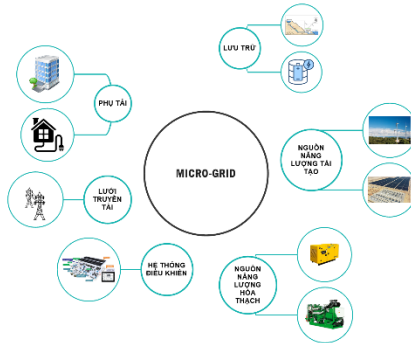 LƯU TRỮ
PHỤ TẢI
MICRO-GRID
NGUỒN
NĂNG
LƯỢNG TÁI
TẠO
LƯỚI
TRUYỀN
TẢI
HỆ THỐNG
ĐIỀU KHIỂN
NGUỒN
NĂNG
LƯỢNG
HÓA
THẠCH